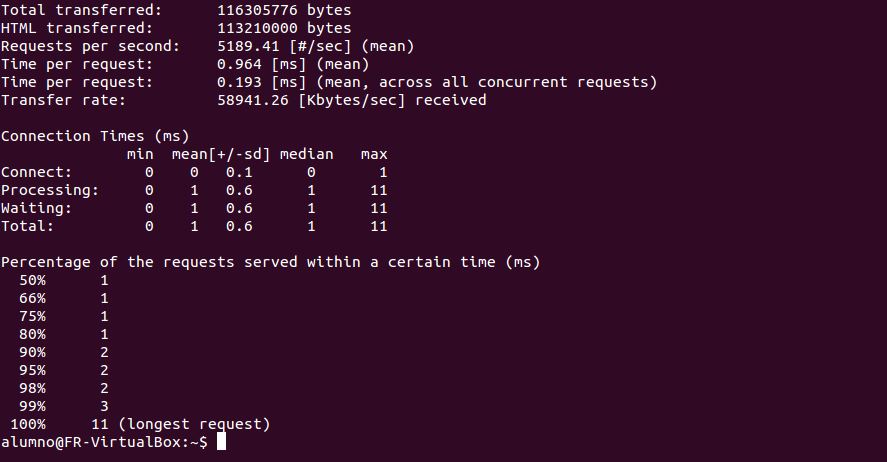 Total transferred:      116305776 bytes
HTML transferred:       113210000 bytes
Requests per second:    5189.41 [#/sec] (mean)
Time per request:       0.964 [ms] (mean)
Time per request:       0.193 [ms] (mean, across all concurrent requests)
Transfer rate:          58941.26 [Kbytes/sec] received

Connection Times (ms)
              min  mean[+/-sd] median   max
Connect:        0    0   0.1      0       1
Processing:     0    1   0.6      1      11
Waiting:        0    1   0.6      1      11
Total:          0    1   0.6      1      11

Percentage of the requests served within a certain time (ms)
  50%      1
  66%      1
  75%      1
  80%      1
  90%      2
  95%      2
  98%      2
  99%      3
 100%     11 (longest request)
alumno@FR-VirtualBox:~$